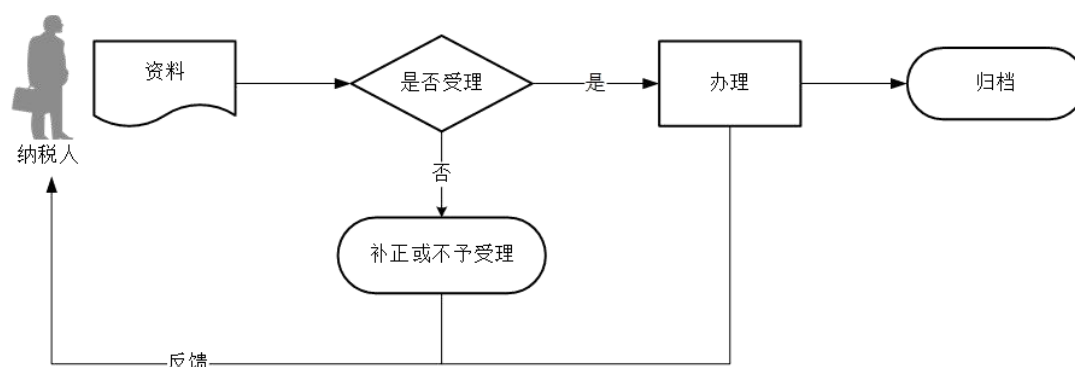 资料
是否受理
是
办理
归档
纳税人
否
补正或不予受理
反馈